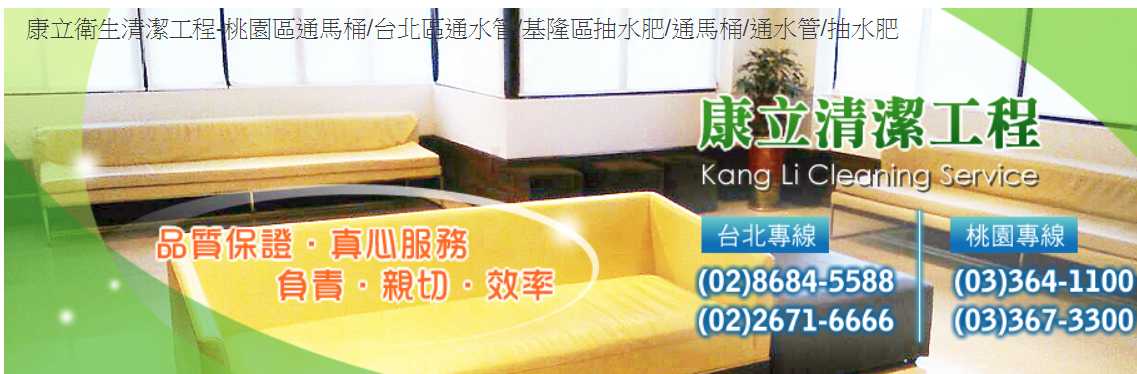 康立衛生清潔工程-桃園區通馬桶/台北區通水管/基隆區抽水肥/通馬桶/通水管/抽水肥
康立清潔工程
Kang Li Cleaning Service
品質保證・真心服務
負責・親切・效率
台北專線
(02)8684-5588
(02)2671-6666
桃園專線
(03)364-1100
(03)367-3300